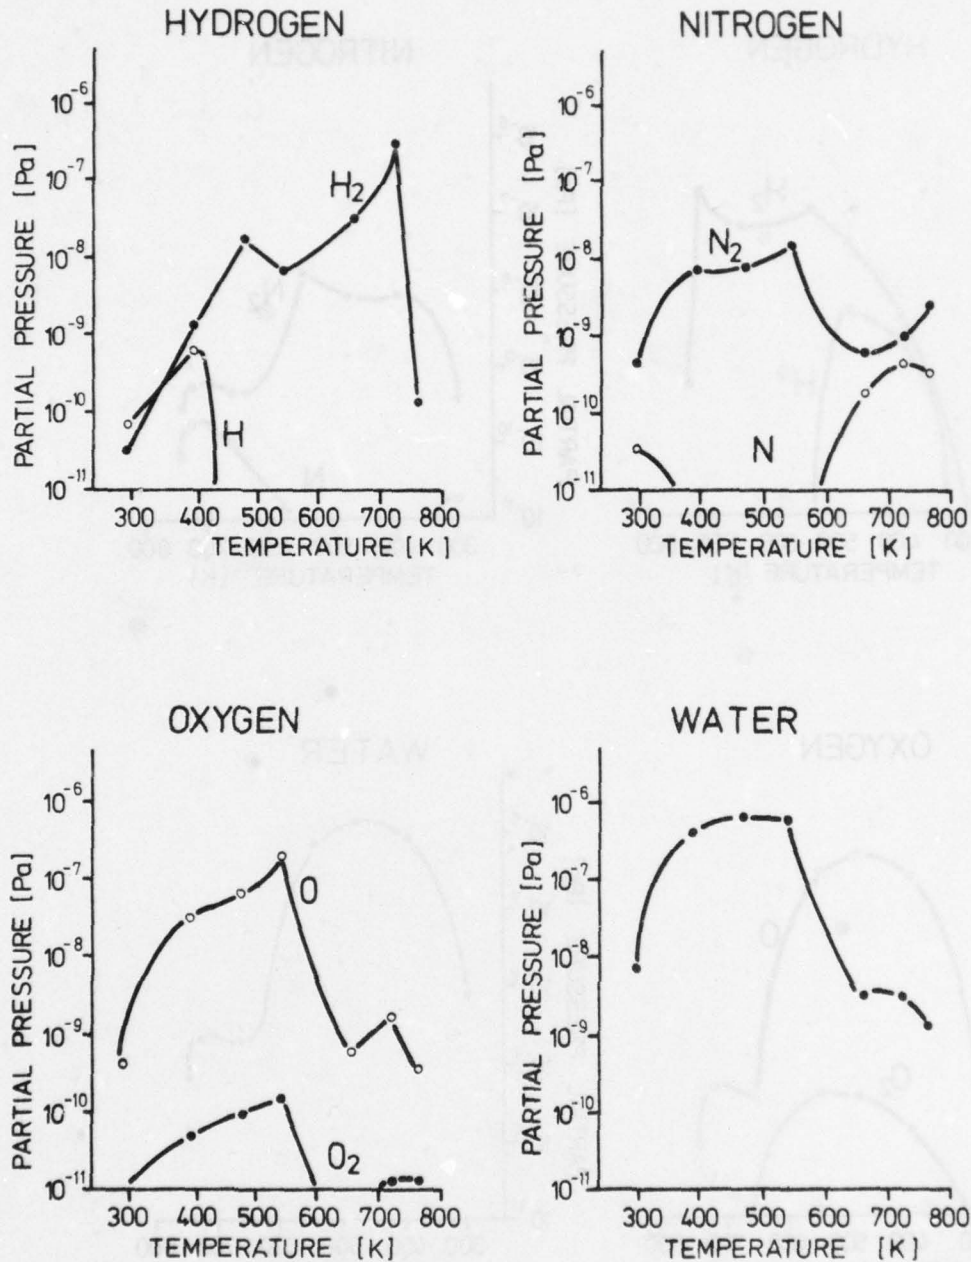 HYDROGEN
PARTIAL PRESSURE [Pa]
10⁻⁶
10⁻⁷
10⁻⁸
10⁻⁹
10⁻¹⁰
10⁻¹¹
H₂
H
300 400 500 600 700 800
TEMPERATURE [K]
NITROGEN
PARTIAL PRESSURE [Pa]
10⁻⁶
10⁻⁷
10⁻⁸
10⁻⁹
10⁻¹⁰
10⁻¹¹
N₂
N
300 400 500 600 700 800
TEMPERATURE [K]
OXYGEN
PARTIAL PRESSURE [Pa]
10⁻⁶
10⁻⁷
10⁻⁸
10⁻⁹
10⁻¹⁰
10⁻¹¹
O
O₂
300 400 500 600 700 800
TEMPERATURE [K]
WATER
PARTIAL PRESSURE [Pa]
10⁻⁶
10⁻⁷
10⁻⁸
10⁻⁹
10⁻¹⁰
10⁻¹¹
300 400 500 600 700 800
TEMPERATURE [K]